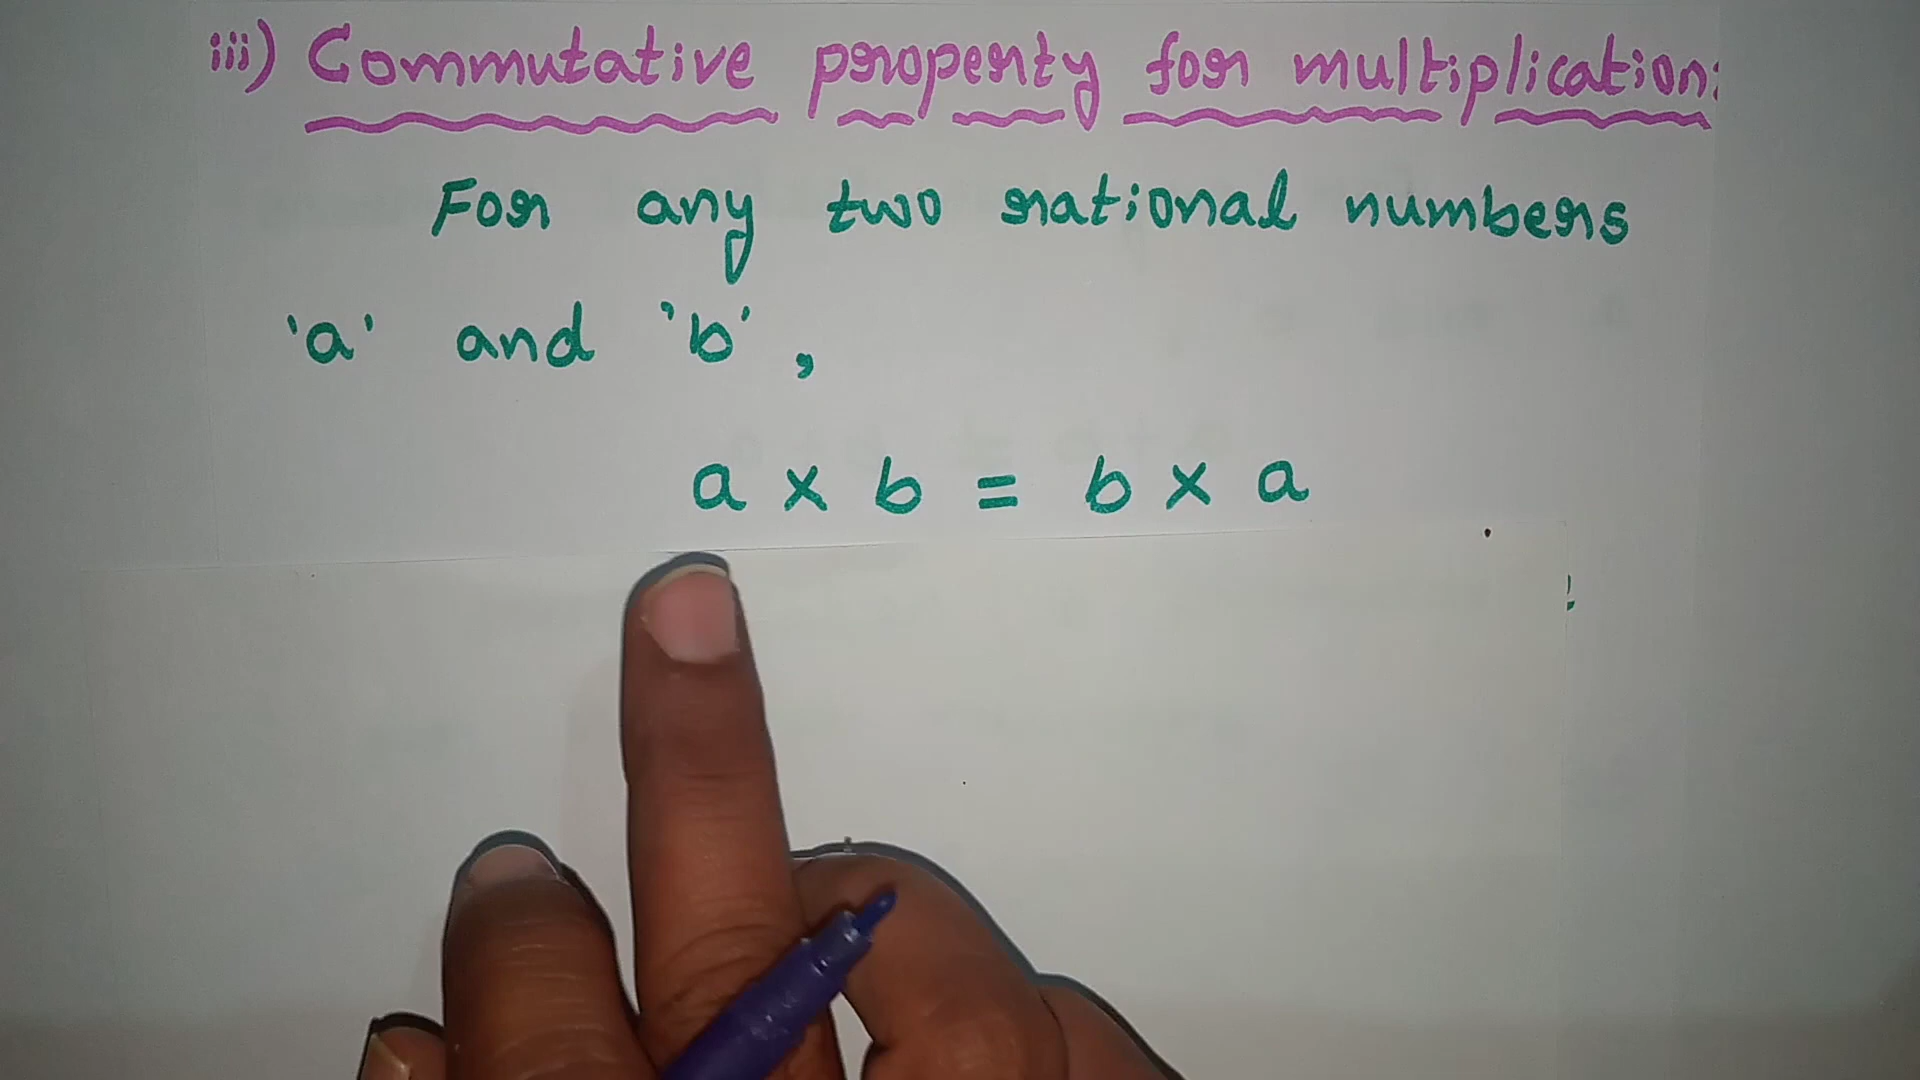 iii) Commutative property for multiplication:
For any two rational numbers
'a' and 'b',
a × b = b × a